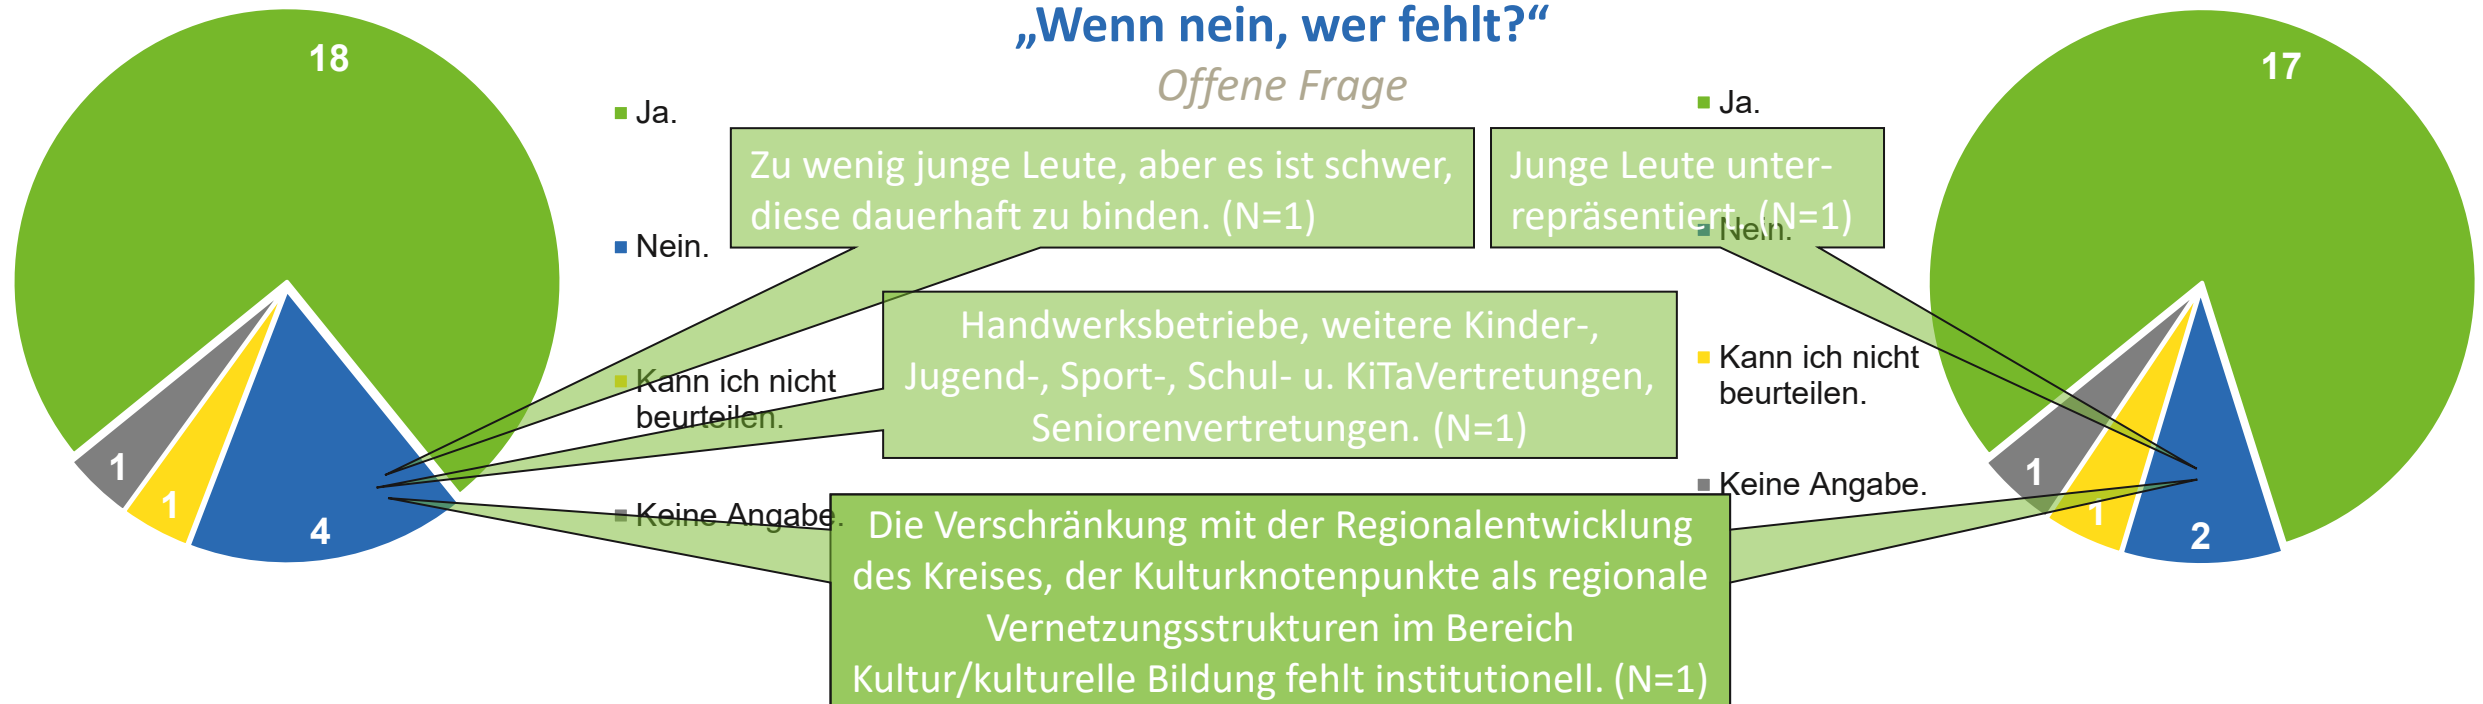 „Wenn nein, wer fehlt?“
Offene Frage
18
1
1
4
Ja.
Nein.
Kann ich nicht
beurteilen.
Keine Angabe.
Zu wenig junge Leute, aber es ist schwer,
diese dauerhaft zu binden. (N=1)
Junge Leute unter-
repräsentiert. (N=1)
Handwerksbetriebe, weitere Kinder-,
Jugend-, Sport-, Schul- u. KiTaVertretungen,
Seniorenvertretungen. (N=1)
Die Verschränkung mit der Regionalentwicklung
des Kreises, der Kulturknotenpunkte als regionale
Vernetzungsstrukturen im Bereich
Kultur/kulturelle Bildung fehlt institutionell. (N=1)
Ja.
Nein.
Kann ich nicht
beurteilen.
Keine Angabe.
17
1
1
2